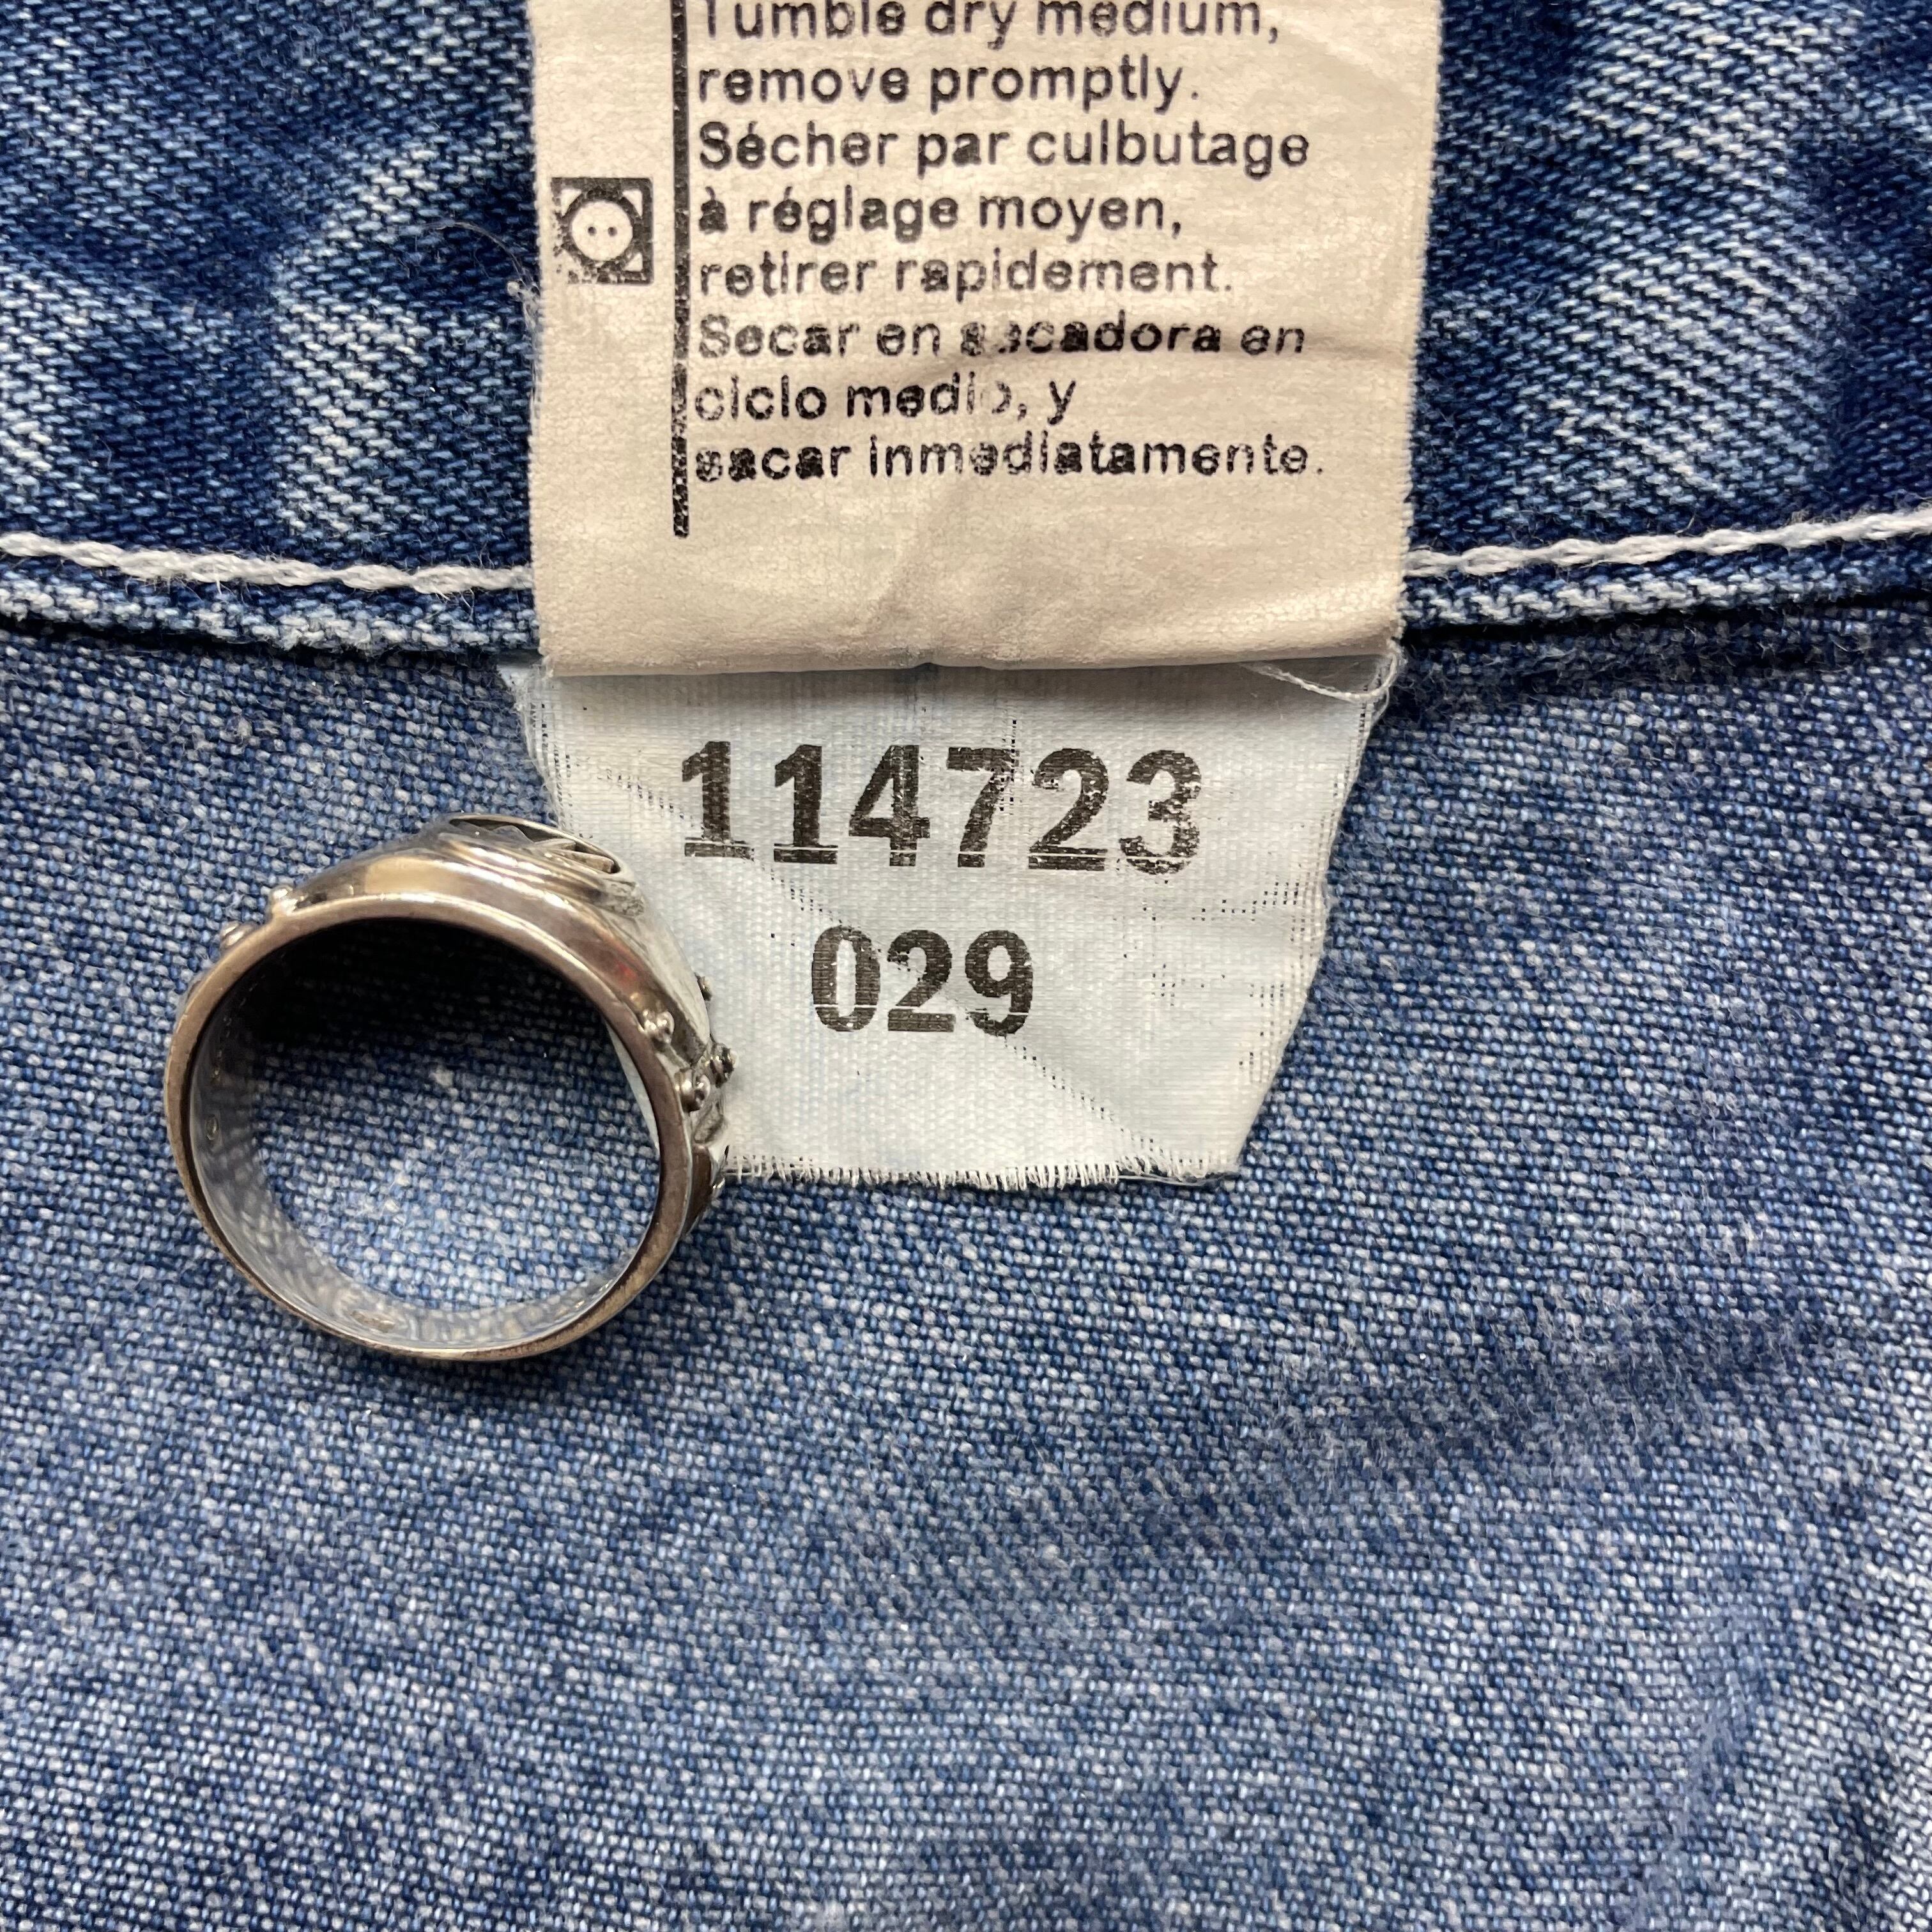 Tumble dry medium,
remove promptly.
Sécher par culbutage
à réglage moyen,
retirer rapidement.
Secar en secadora en
ciclo medio, y
sacar inmediatamente.
114723
029